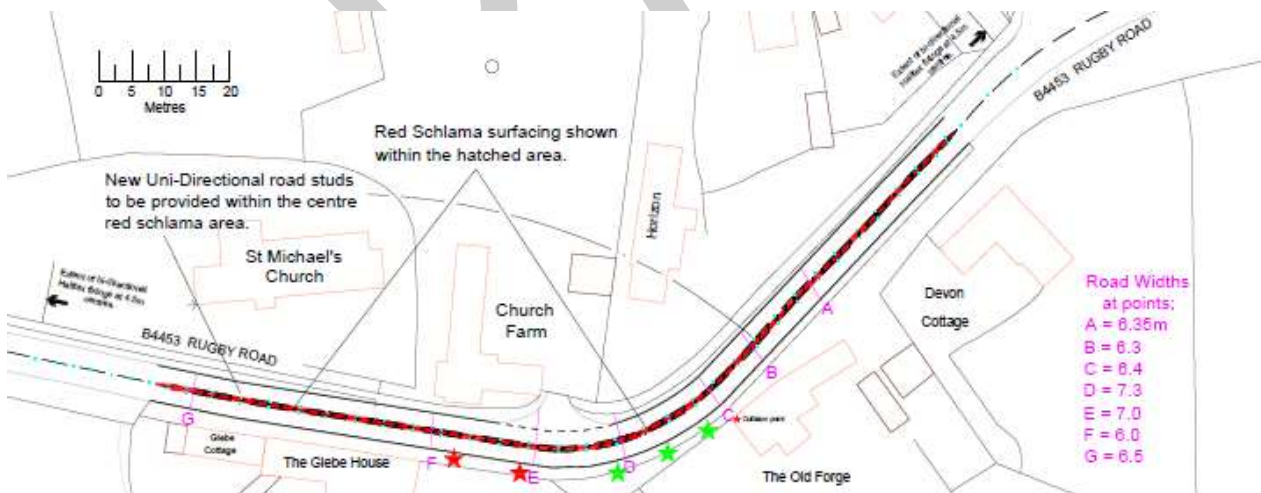 0 5 10 15 20
Metres
Red Schlama surfacing shown
within the hatched area.
New Uni-Directional road studs
to be provided within the centre
red schlama area.
St Michael's
Church
Church
Farm
Horizon
B4453 RUGBY ROAD
B4453 RUGBY ROAD
Devon
Cottage
Road Widths
at points;
A = 6.35m
B = 6.3
C = 6.4
D = 7.3
E = 7.0
F = 6.0
G = 6.5
A
B
C
Collision point
D
E
F
G
Glebe
Cottage
The Glebe House
The Old Forge